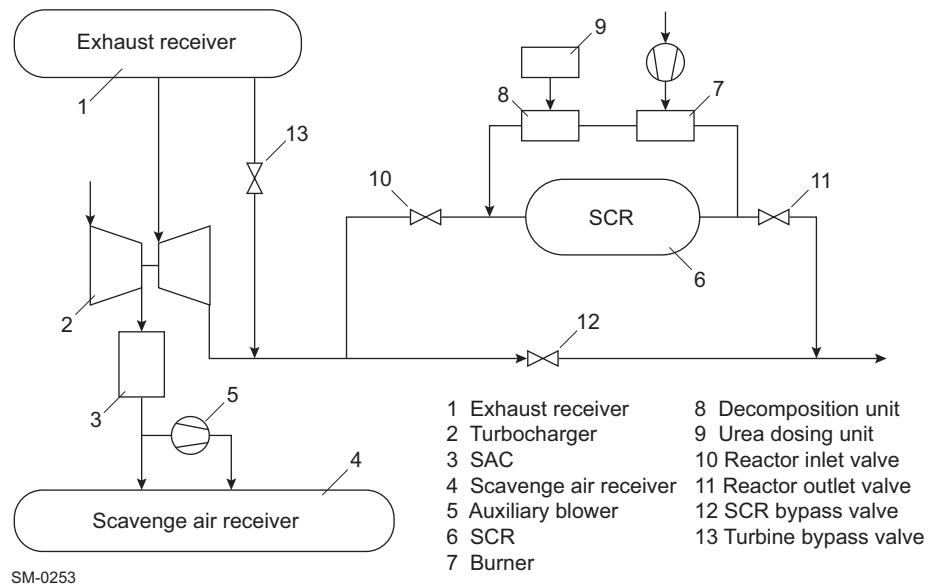 Exhaust receiver
1
9
8
7
13
10
11
SCR
6
2
12
3
5
4
Scavenge air receiver
1 Exhaust receiver
2 Turbocharger
3 SAC
4 Scavenge air receiver
5 Auxiliary blower
6 SCR
7 Burner
8 Decomposition unit
9 Urea dosing unit
10 Reactor inlet valve
11 Reactor outlet valve
12 SCR bypass valve
13 Turbine bypass valve
SM-0253